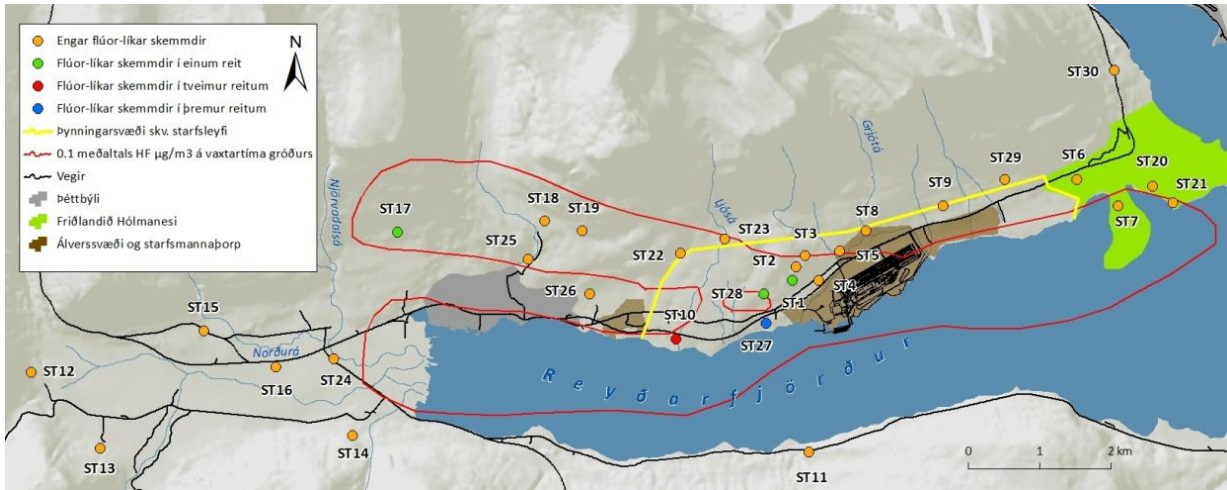 Engar flúor-líkar skemmdir
Flúor-líkar skemmdir í einum reit
Flúor-líkar skemmdir í tveimur reitum
Flúor-líkar skemmdir í þremur reitum
Þynningarsvæði skv. starfsleyfi
0.1 meðaltals HF µg/m3 á vaxtartíma gróðurs
Vegir
Þéttbýli
Friðlandið Hólmanesi
Álverssvæði og starfsmannaþorp
N
ST30
Grjótá
ST29
ST6
ST20
ST21
Njörvadalsá
ST17
ST18
ST19
Ljósá
ST9
ST7
ST8
ST23
ST3
ST25
ST22
ST2
ST5
ST26
ST28
ST1
ST4
ST10
ST15
ST27
Norðurá
ST24
ST12
ST16
Reyðarfjörður
ST14
ST13
ST11
0 1 2 km